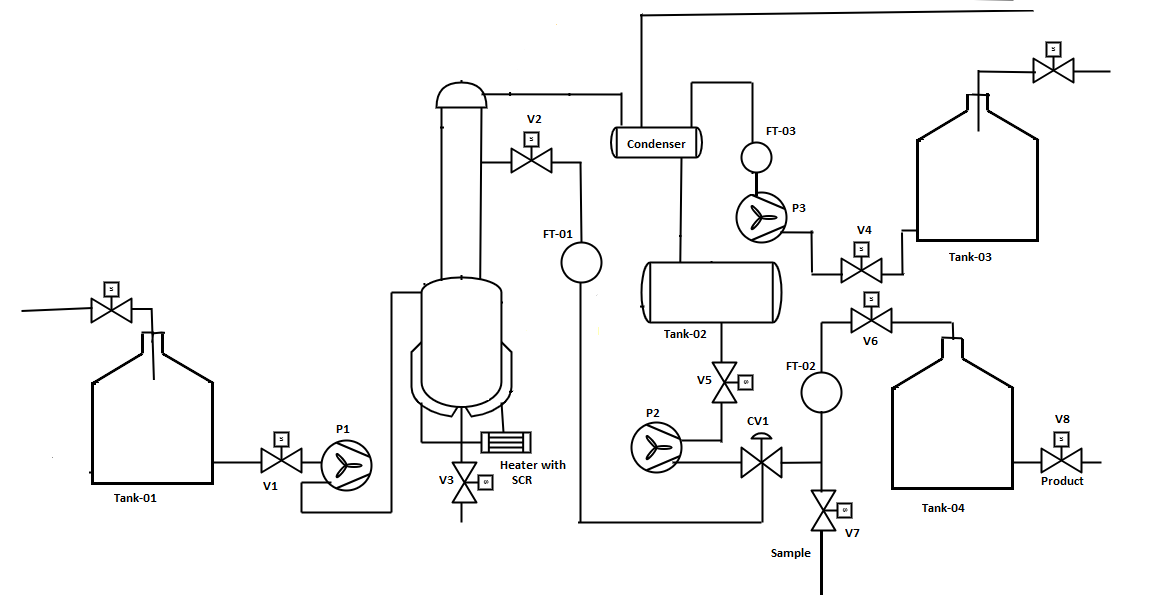 S
V2
S
Condenser
FT-03
P3
V4
S
Tank-03
FT-01
S
S
V6
Tank-02
V5
S
FT-02
P2
CV1
P1
S
V1
Tank-01
Heater with
SCR
V3
S
V8
S
Product
Tank-04
S
V7
Sample